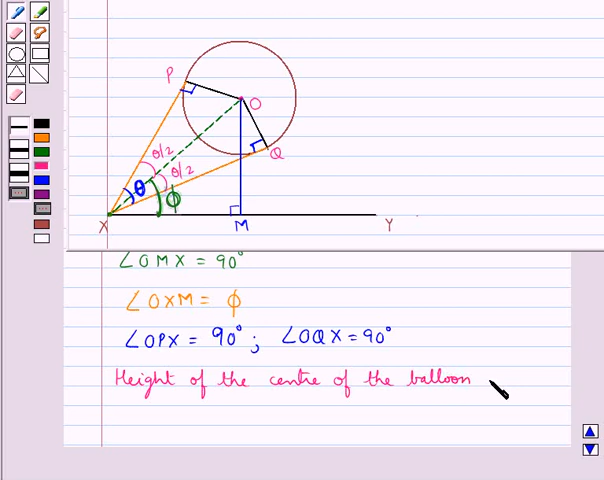 P
O
θ/2
Q
θ
θ/2
φ
X
M
Y
∠OMX = 90°
∠OXM = φ
∠OPX = 90° ; ∠OQX = 90°
Height of the centre of the balloon